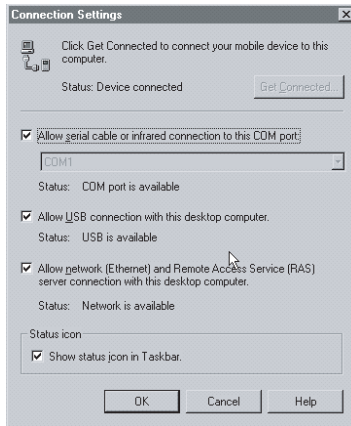 Connection Settings
Click Get Connected to connect your mobile device to this
computer.
Status: Device connected
Get Connected...
Allow serial cable or infrared connection to this COM port:
COM1
Status: COM port is available
Allow USB connection with this desktop computer.
Status: USB is available
Allow network (Ethernet) and Remote Access Service (RAS)
server connection with this desktop computer.
Status: Network is available
Status icon
Show status icon in Taskbar.
OK Cancel Help